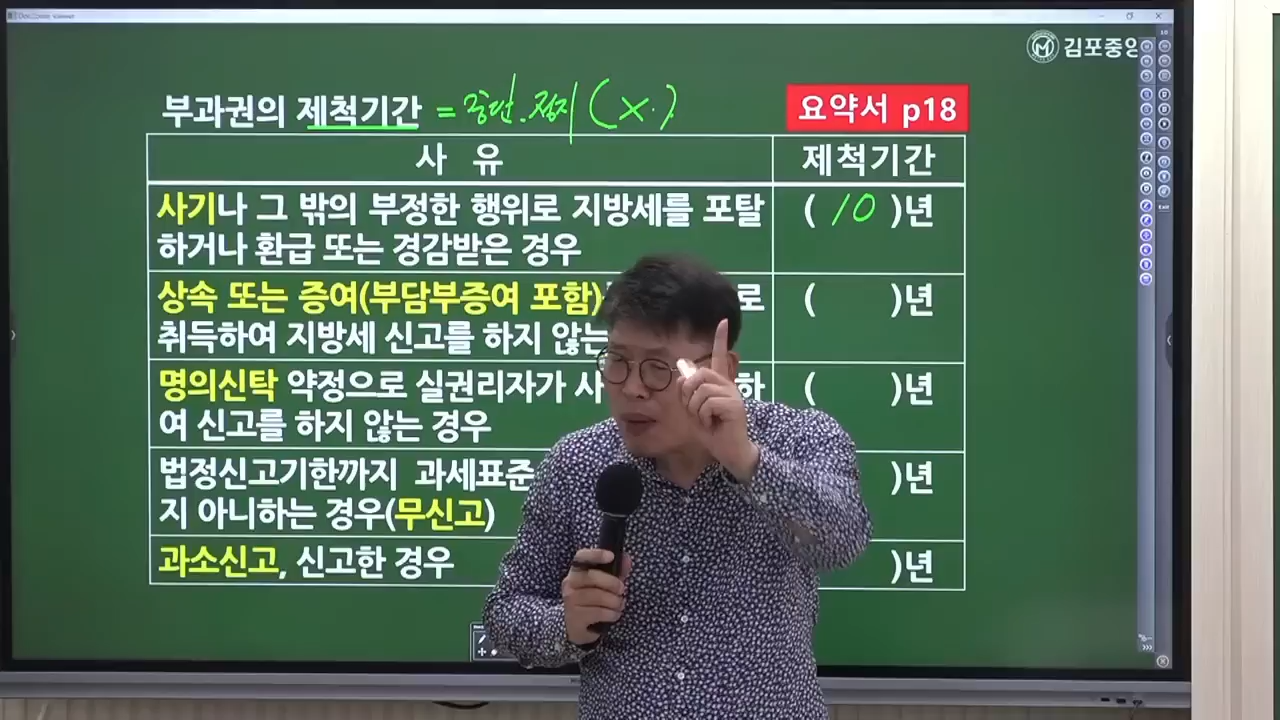 김포중앙
부과권의 제척기간 = 중단.정지 (X.)
요약서 p18
사 유
제척기간
사기나 그 밖의 부정한 행위로 지방세를 포탈
하거나 환급 또는 경감받은 경우
( 10 )년
상속 또는 증여(부담부증여 포함) 로
취득하여 지방세 신고를 하지 않는
( )년
명의신탁 약정으로 실권리자가 사 하
여 신고를 하지 않는 경우
( )년
법정신고기한까지 과세표준
지 아니하는 경우(무신고)
)년
과소신고, 신고한 경우
)년